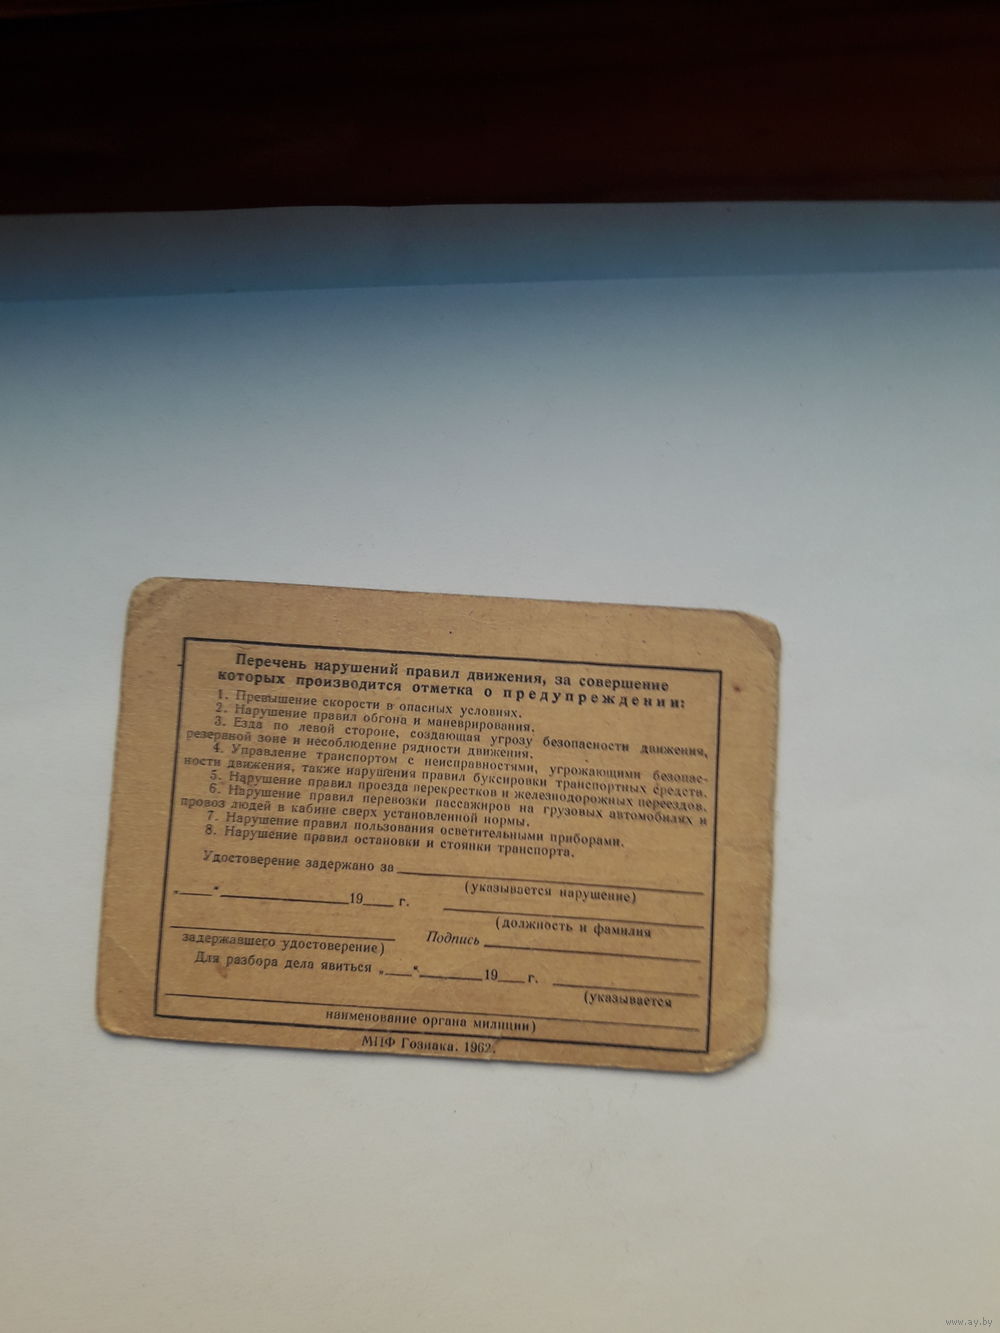 Перечень нарушений правил движения, за совершение
которых производится отметка о предупреждении:
1. Превышение скорости в опасных условиях.
2. Нарушение правил обгона и маневрирования.
3. Езда по левой стороне, создающая угрозу безопасности движения,
резервной зоне и несоблюдение рядности движения.
4. Управление транспортом с неисправностями, угрожающими безопас-
ности движения, также нарушения правил буксировки транспортных средств.
5. Нарушение правил проезда перекрестков и железнодорожных переездов.
6. Нарушение правил перевозки пассажиров на грузовых автомобилях и
провоз людей в кабине сверх установленной нормы.
7. Нарушение правил пользования осветительными приборами.
8. Нарушение правил остановки и стоянки транспорта.
Удостоверение задержано за
(указывается нарушение)
„ “ 19 г.
(должность и фамилия
задержавшего удостоверение) Подпись
Для разбора дела явиться „ “ 19 г.
(указывается
наименование органа милиции)
МПФ Гознака. 1962.
www.ay.by